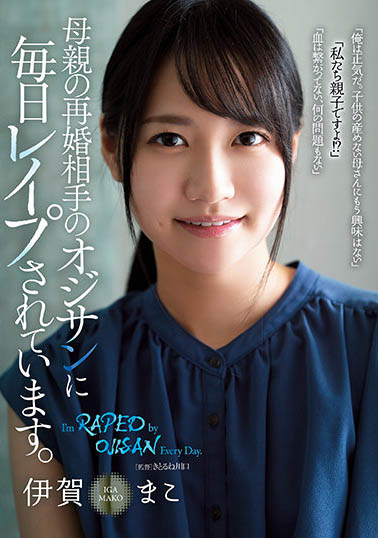 「俺は正気だ。子供の産めない母さんにもう興味はない」
「私たち親子ですよ!?」
「血は繋がってない、何の問題もない」
母親の再婚相手のオジサンに
毎日レイプされています。
I'm RAPED by
OJISAN Every Day.
[監督]きとるね川口
伊賀 まこ
IGA
MAKO